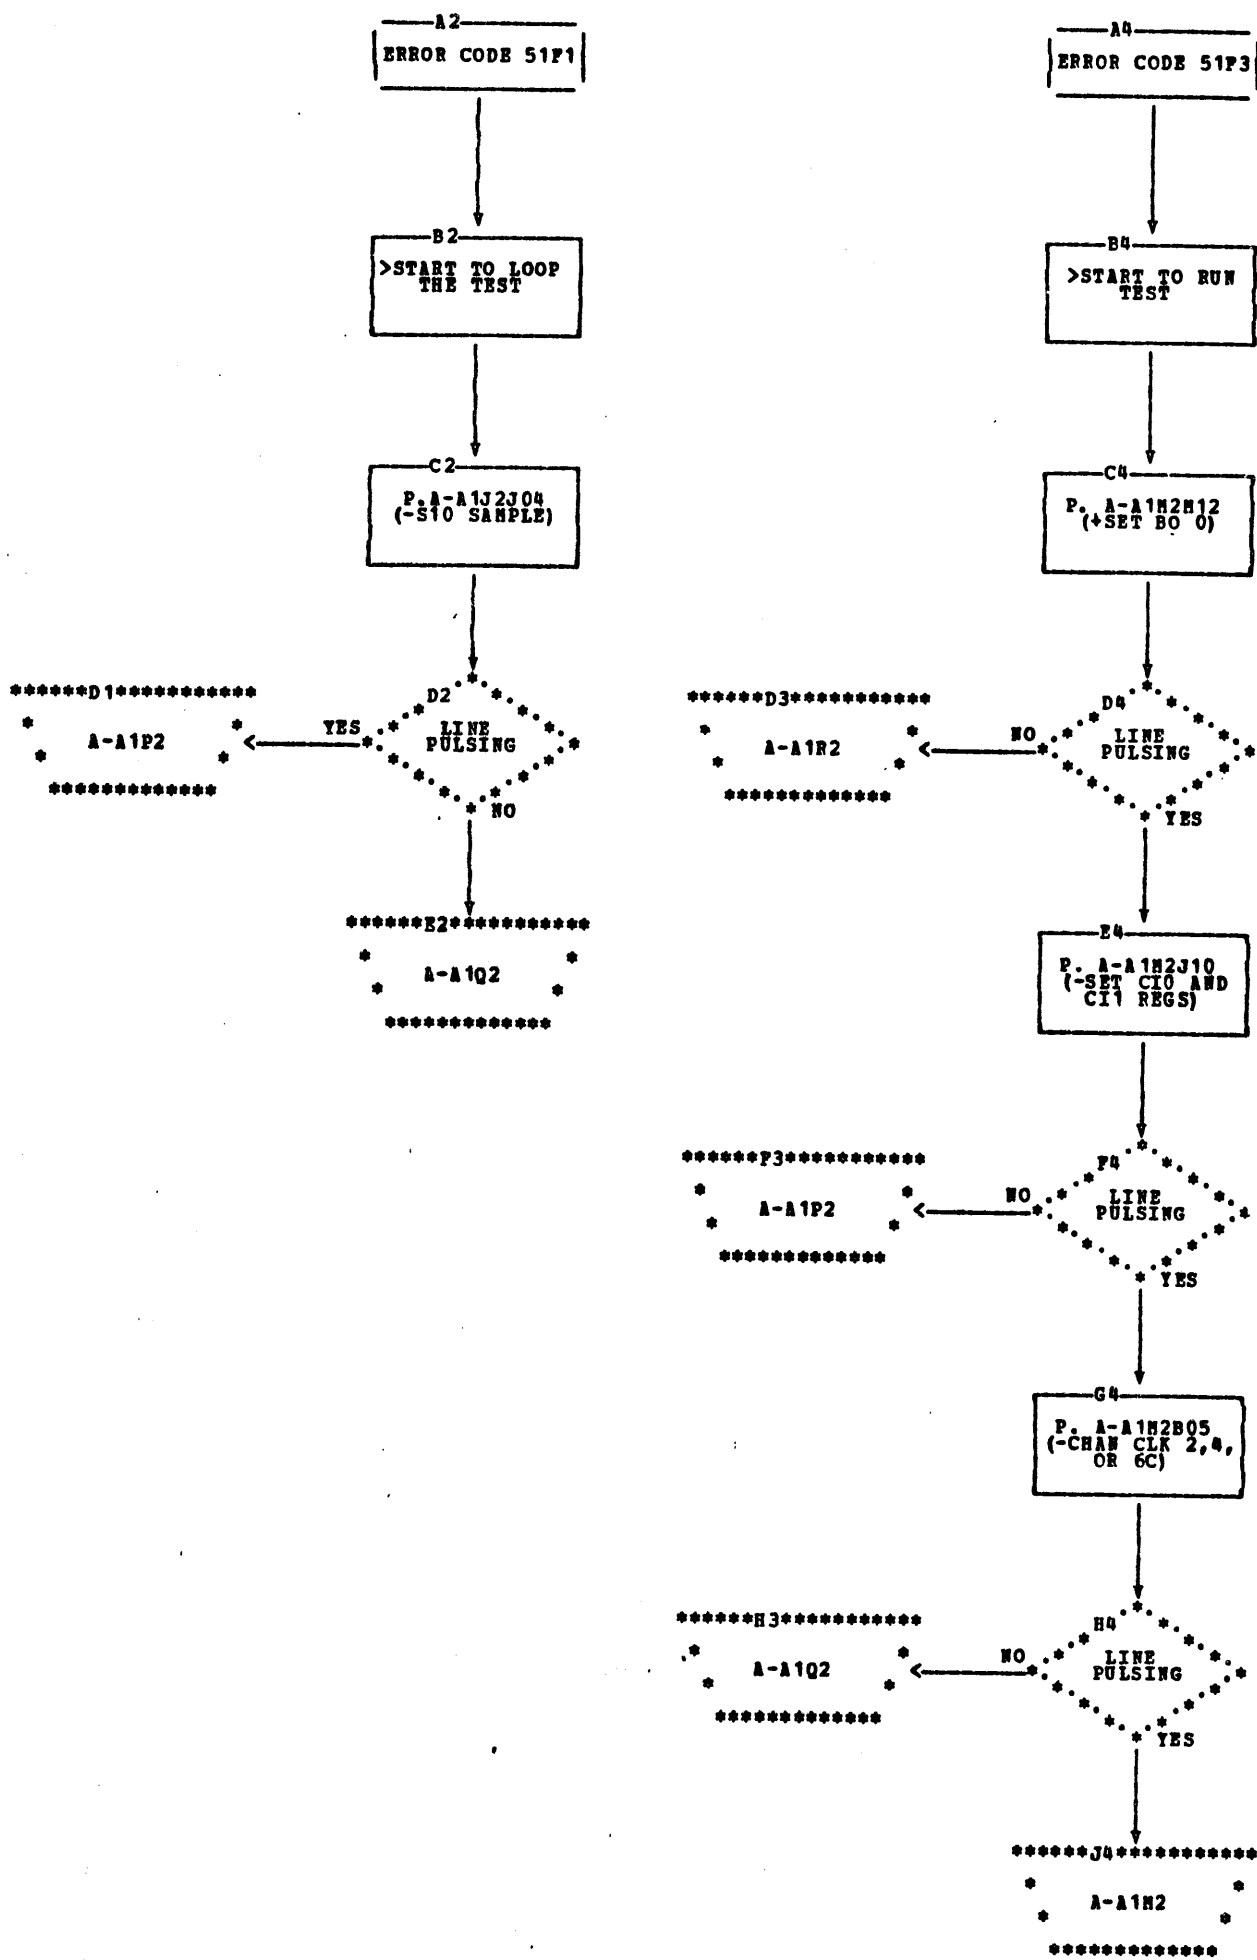 A2
ERROR CODE 51F1
B2
>START TO LOOP
THE TEST
C2
P.A-A1J2J04
(-S10 SAMPLE)
D2
LINE
PULSING
YES
NO
******D1***********
A-A1P2
*************
******E2***********
A-A1Q2
*************
A4
ERROR CODE 51F3
B4
>START TO RUN
TEST
C4
P. A-A1M2M12
(+SET BO 0)
D4
LINE
PULSING
NO
YES
******D3***********
A-A1R2
*************
E4
P. A-A1M2J10
(-SET CI0 AND
CI1 REGS)
F4
LINE
PULSING
NO
YES
******F3***********
A-A1P2
*************
G4
P. A-A1M2B05
(-CHAN CLK 2,4,
OR 6C)
H4
LINE
PULSING
NO
YES
******H3***********
A-A1Q2
*************
******J4***********
A-A1M2
*************